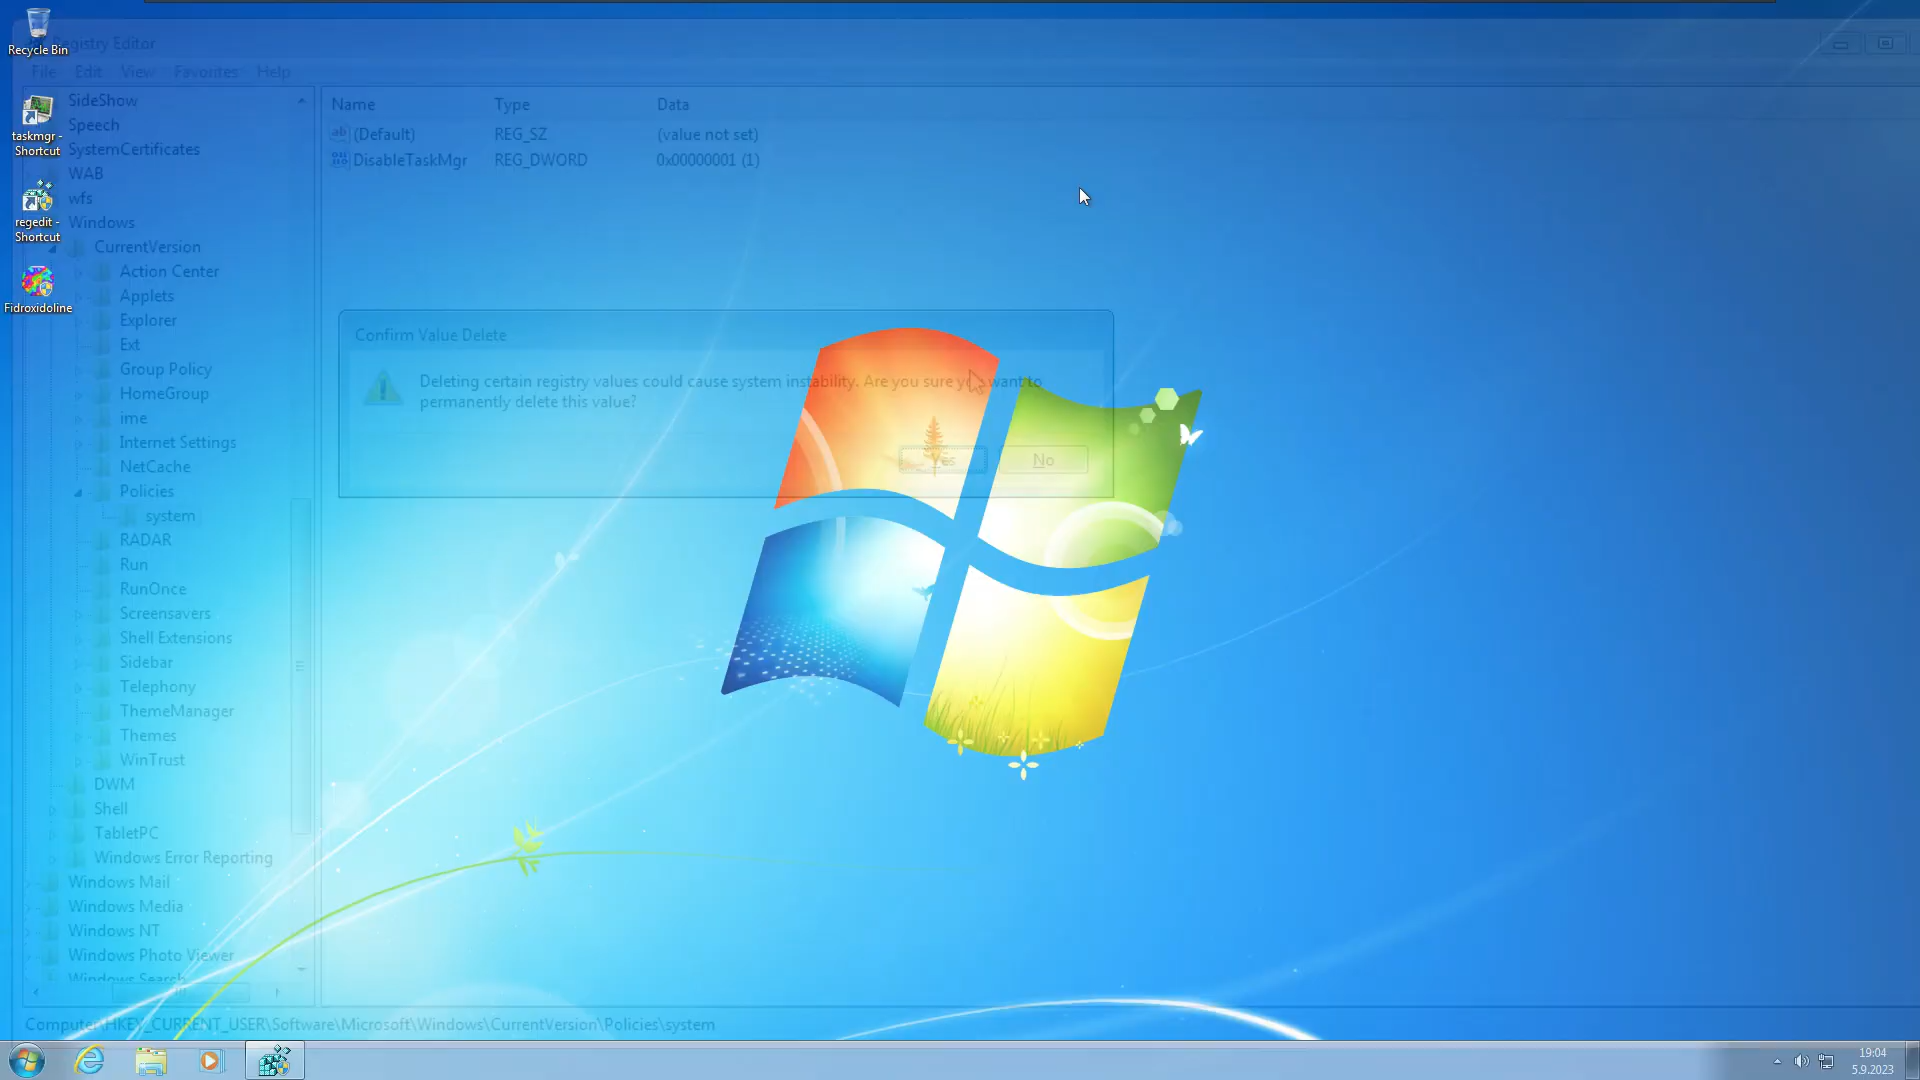 Recycle Bin
Registry Editor
File Edit View Favorites Help
taskmgr -
Shortcut
regedit -
Shortcut
Fidroxidoline
SideShow
Speech
SystemCertificates
WAB
wfs
Windows
CurrentVersion
Action Center
Applets
Explorer
Ext
Group Policy
HomeGroup
ime
Internet Settings
NetCache
Policies
system
RADAR
Run
RunOnce
Screensavers
Shell Extensions
Sidebar
Telephony
ThemeManager
Themes
WinTrust
DWM
Shell
TabletPC
Windows Error Reporting
Windows Mail
Windows Media
Windows NT
Windows Photo Viewer
Windows Search
Name Type Data
(Default) REG_SZ (value not set)
DisableTaskMgr REG_DWORD 0x00000001 (1)
Confirm Value Delete
Deleting certain registry values could cause system instability. Are you sure you want to
permanently delete this value?
Yes No
Computer\HKEY_CURRENT_USER\Software\Microsoft\Windows\CurrentVersion\Policies\system
19:04
5.9.2023